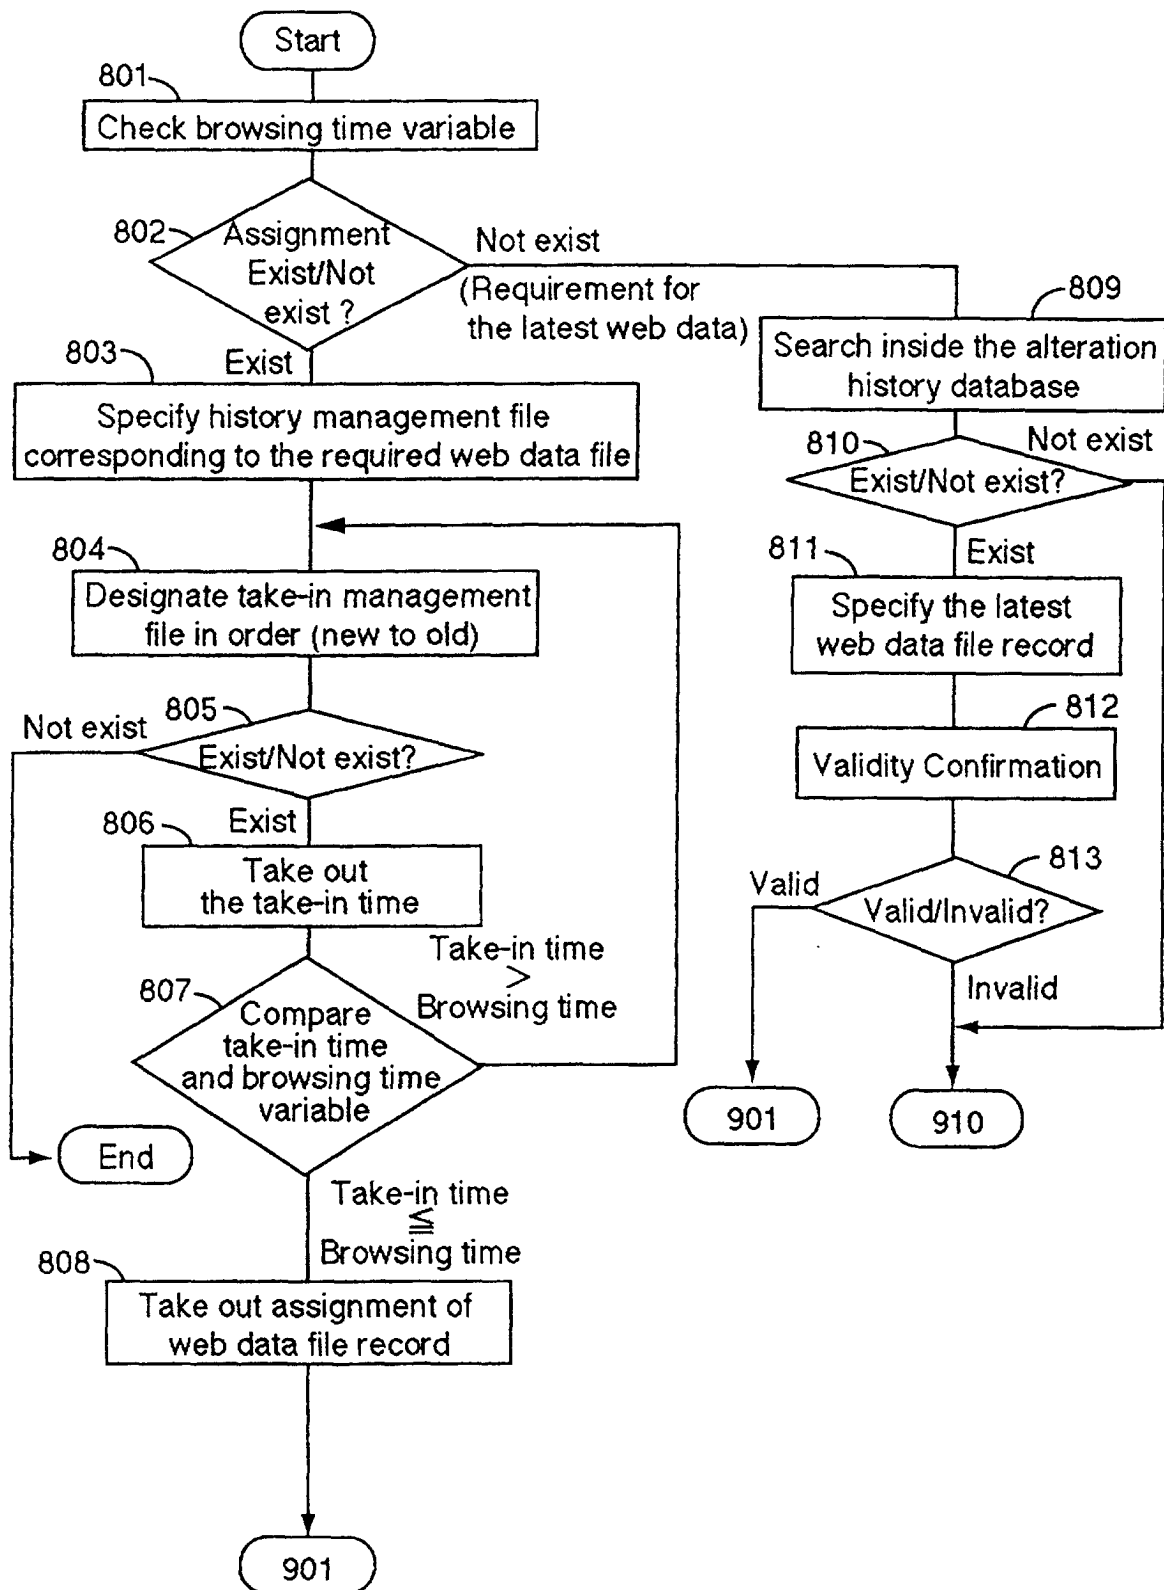 Start
801
Check browsing time variable
802
Assignment
Exist/Not
exist ?
Not exist
(Requirement for
the latest web data)
Exist
803
Specify history management file
corresponding to the required web data file
804
Designate take-in management
file in order (new to old)
805
Not exist
Exist/Not exist?
Exist
806
Take out
the take-in time
807
Compare
take-in time
and browsing time
variable
Take-in time
>
Browsing time
End
Take-in time
≦
Browsing time
808
Take out assignment of
web data file record
901
809
Search inside the alteration
history database
810
Exist/Not exist?
Not exist
Exist
811
Specify the latest
web data file record
812
Validity Confirmation
813
Valid/Invalid?
Valid
Invalid
901
910